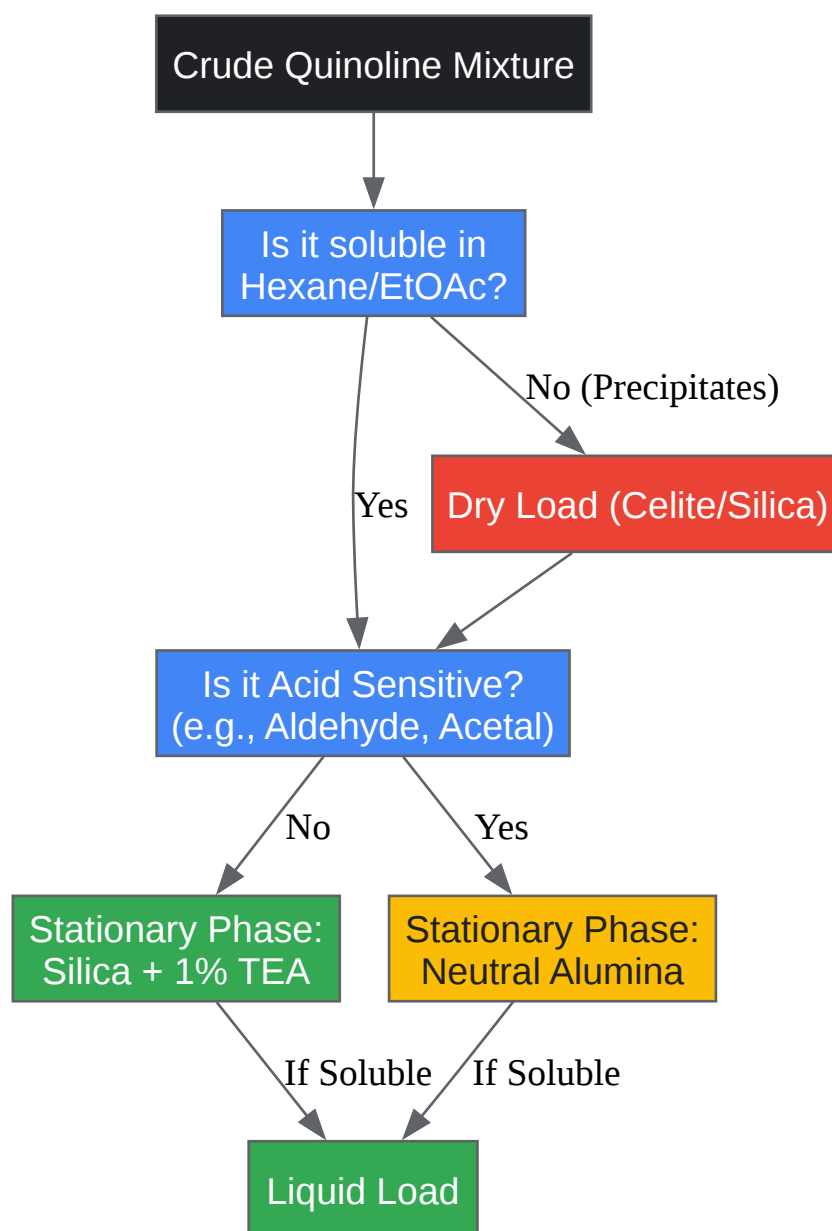 Crude Quinoline Mixture
Is it soluble in
Hexane/EtOAc?
No (Precipitates)
Yes
Dry Load (Celite/Silica)
Is it Acid Sensitive?
(e.g., Aldehyde, Acetal)
No
Yes
Stationary Phase:
Silica + 1% TEA
Stationary Phase:
Neutral Alumina
If Soluble
If Soluble
Liquid Load